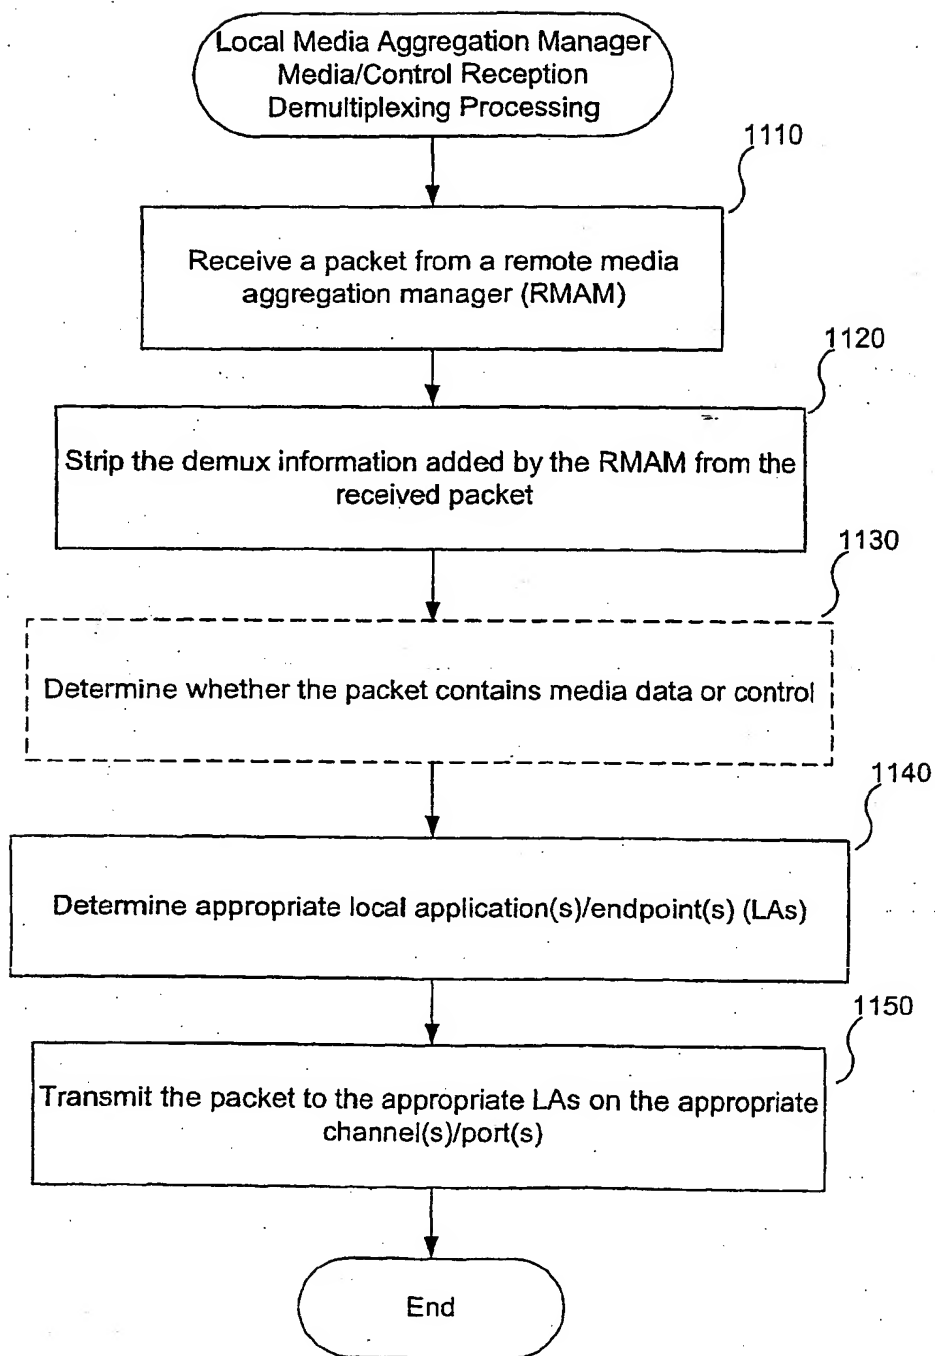 Local Media Aggregation Manager
Media/Control Reception
Demultiplexing Processing
1110
Receive a packet from a remote media
aggregation manager (RMAM)
1120
Strip the demux information added by the RMAM from the
received packet
1130
Determine whether the packet contains media data or control
1140
Determine appropriate local application(s)/endpoint(s) (LAs)
1150
Transmit the packet to the appropriate LAs on the appropriate
channel(s)/port(s)
End